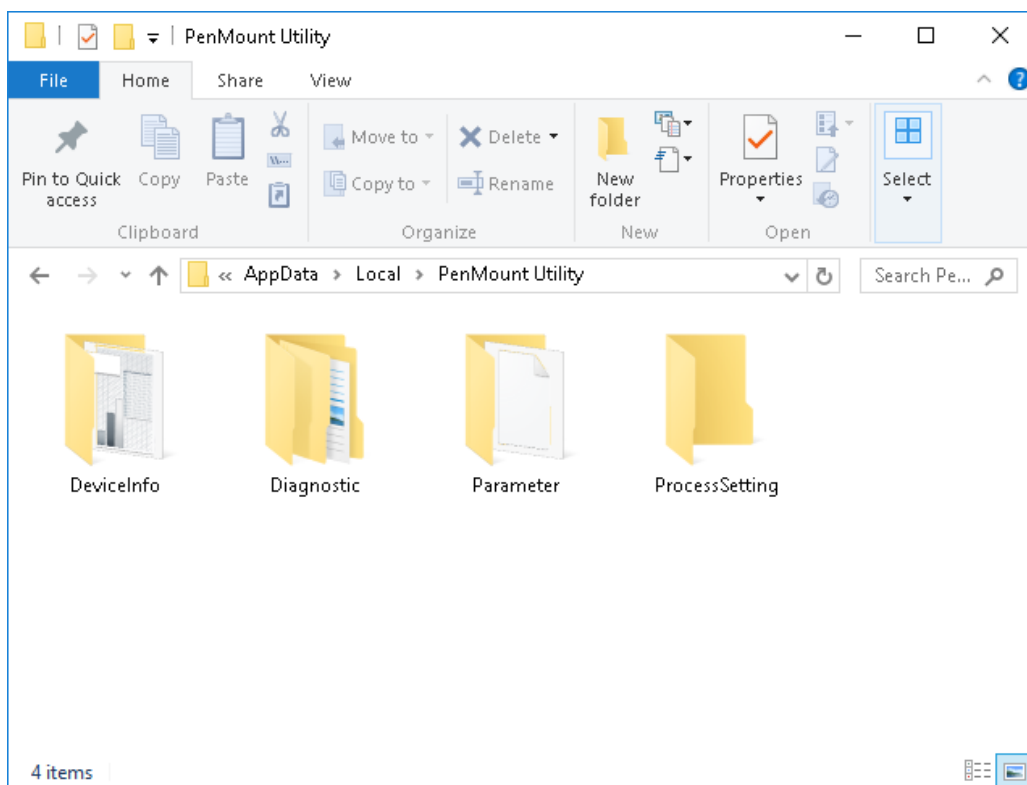 PenMount Utility
File Home Share View
Pin to Quick access
Copy
Paste
Clipboard
Move to
Copy to
Delete
Rename
Organize
New folder
New
Properties
Open
Select
« AppData > Local > PenMount Utility
Search Pe...
DeviceInfo
Diagnostic
Parameter
ProcessSetting
4 items